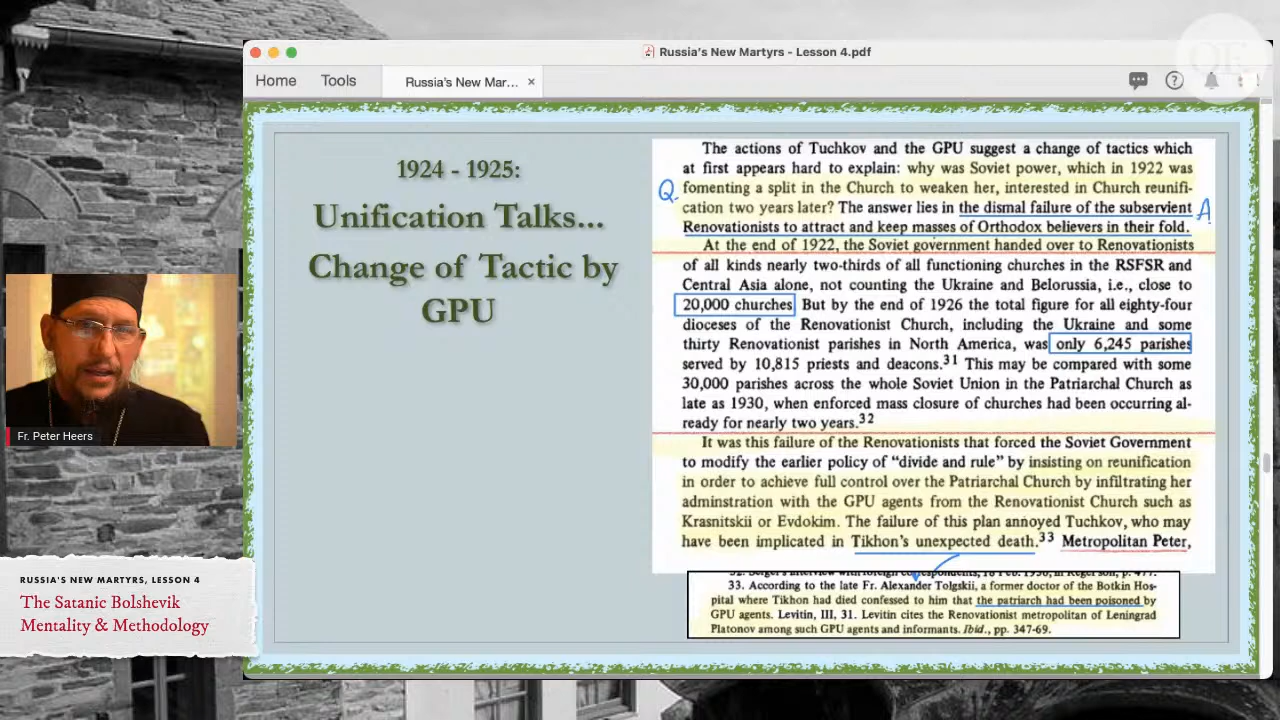 Russia's New Martyrs - Lesson 4.pdf
Home
Tools
Russia's New Mar... ×
1924 - 1925:
Unification Talks...
Change of Tactic by
GPU
The actions of Tuchkov and the GPU suggest a change of tactics which
at first appears hard to explain: why was Soviet power, which in 1922 was
Q.
fomenting a split in the Church to weaken her, interested in Church reunifi-
cation two years later? The answer lies in the dismal failure of the subservient
A.
Renovationists to attract and keep masses of Orthodox believers in their fold.
At the end of 1922, the Soviet government handed over to Renovationists
of all kinds nearly two-thirds of all functioning churches in the RSFSR and
Central Asia alone, not counting the Ukraine and Belorussia, i.e., close to
20,000 churches. But by the end of 1926 the total figure for all eighty-four
dioceses of the Renovationist Church, including the Ukraine and some
thirty Renovationist parishes in North America, was only 6,245 parishes
served by 10,815 priests and deacons.31 This may be compared with some
30,000 parishes across the whole Soviet Union in the Patriarchal Church as
late as 1930, when enforced mass closure of churches had been occurring al-
ready for nearly two years.32
It was this failure of the Renovationists that forced the Soviet Government
to modify the earlier policy of “divide and rule” by insisting on reunification
in order to achieve full control over the Patriarchal Church by infiltrating her
adminstration with the GPU agents from the Renovationist Church such as
Krasnitskii or Evdokim. The failure of this plan annoyed Tuchkov, who may
have been implicated in Tikhon's unexpected death.33 Metropolitan Peter,
33. According to the late Fr. Alexander Tolgskii, a former doctor of the Botkin Hos-
pital where Tikhon had died confessed to him that the patriarch had been poisoned by
GPU agents. Levitin, III, 31. Levitin cites the Renovationist metropolitan of Leningrad
Platonov among such GPU agents and informants. Ibid., pp. 347-69.
Fr. Peter Heers
RUSSIA'S NEW MARTYRS, LESSON 4
The Satanic Bolshevik
Mentality & Methodology